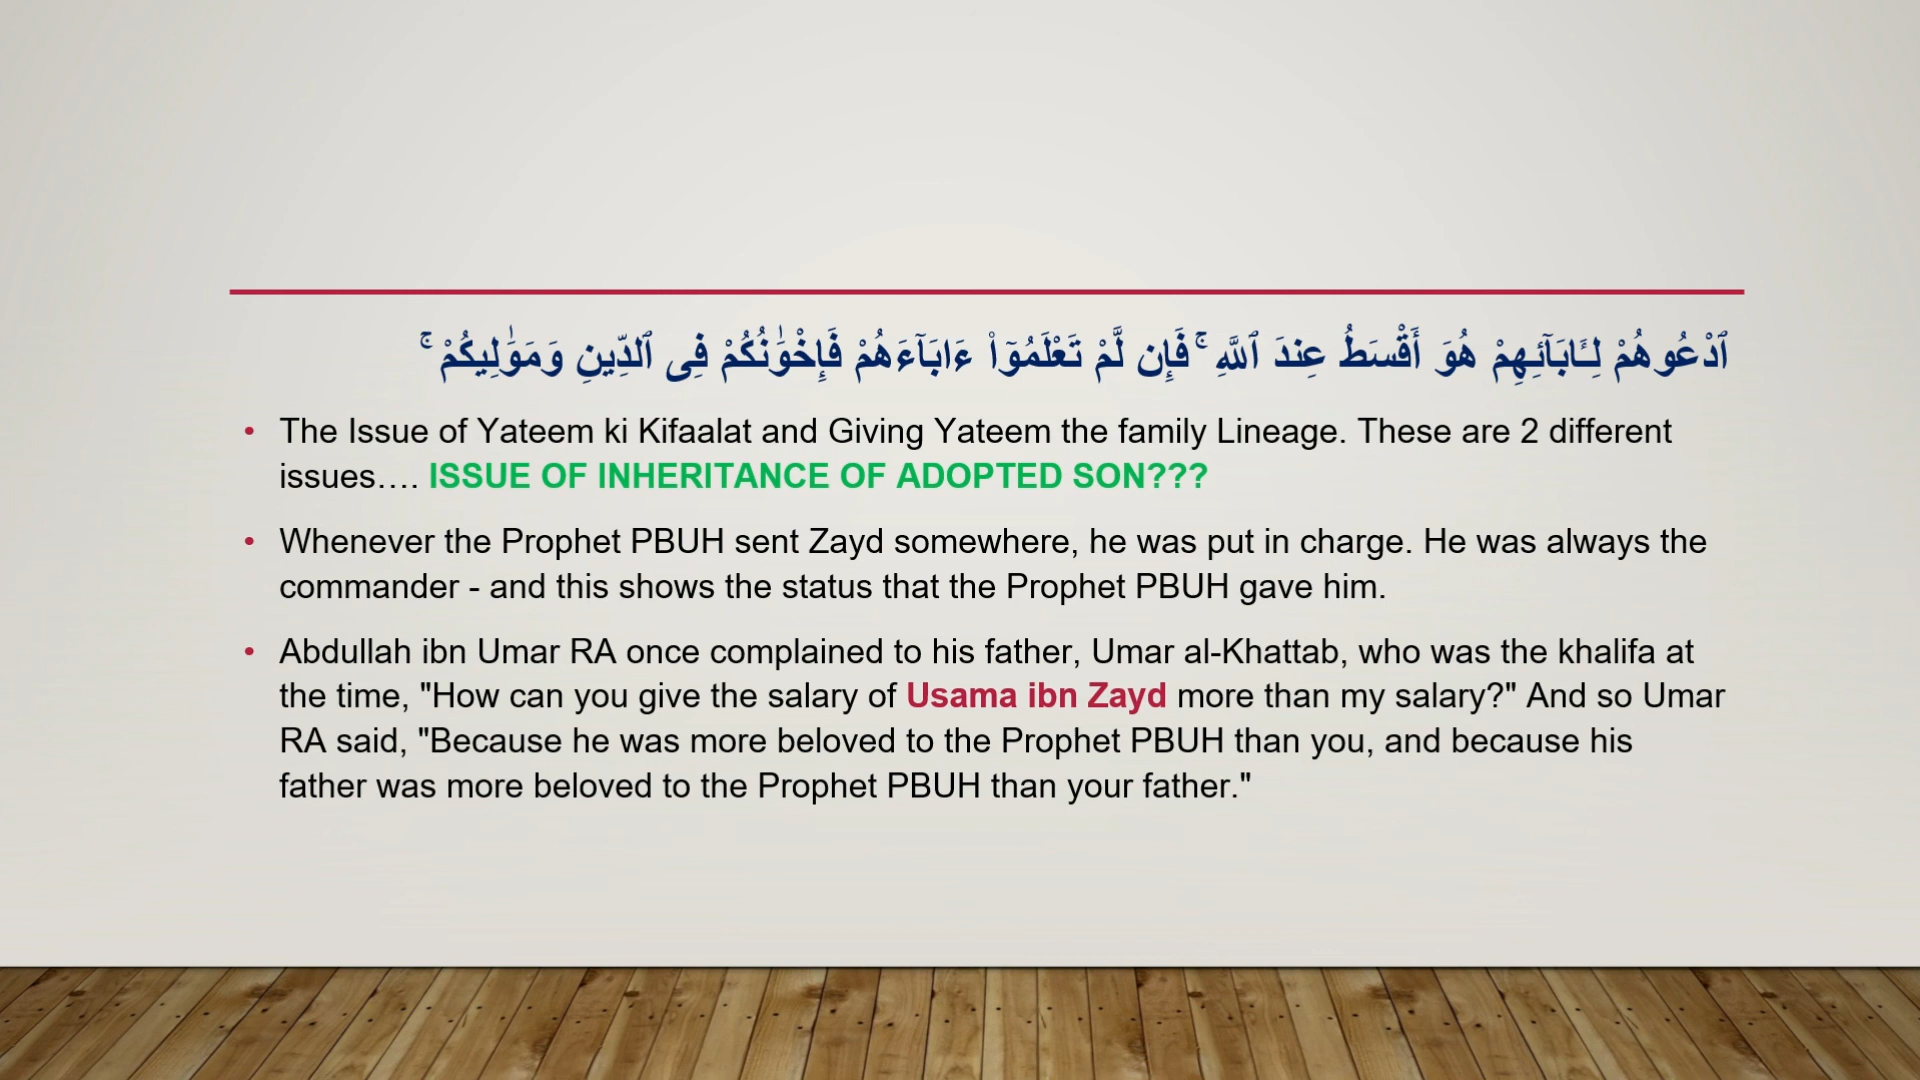 ٱدْعُوهُمْ لِـَٔابَآئِهِمْ هُوَ أَقْسَطُ عِندَ ٱللَّهِ ۚ فَإِن لَّمْ تَعْلَمُوٓا۟ ءَابَآءَهُمْ فَإِخْوَٰنُكُمْ فِى ٱلدِّينِ وَمَوَٰلِيكُمْ ۚ
• The Issue of Yateem ki Kifaalat and Giving Yateem the family Lineage. These are 2 different
issues…. ISSUE OF INHERITANCE OF ADOPTED SON???
• Whenever the Prophet PBUH sent Zayd somewhere, he was put in charge. He was always the
commander - and this shows the status that the Prophet PBUH gave him.
• Abdullah ibn Umar RA once complained to his father, Umar al-Khattab, who was the khalifa at
the time, "How can you give the salary of Usama ibn Zayd more than my salary?" And so Umar
RA said, "Because he was more beloved to the Prophet PBUH than you, and because his
father was more beloved to the Prophet PBUH than your father."